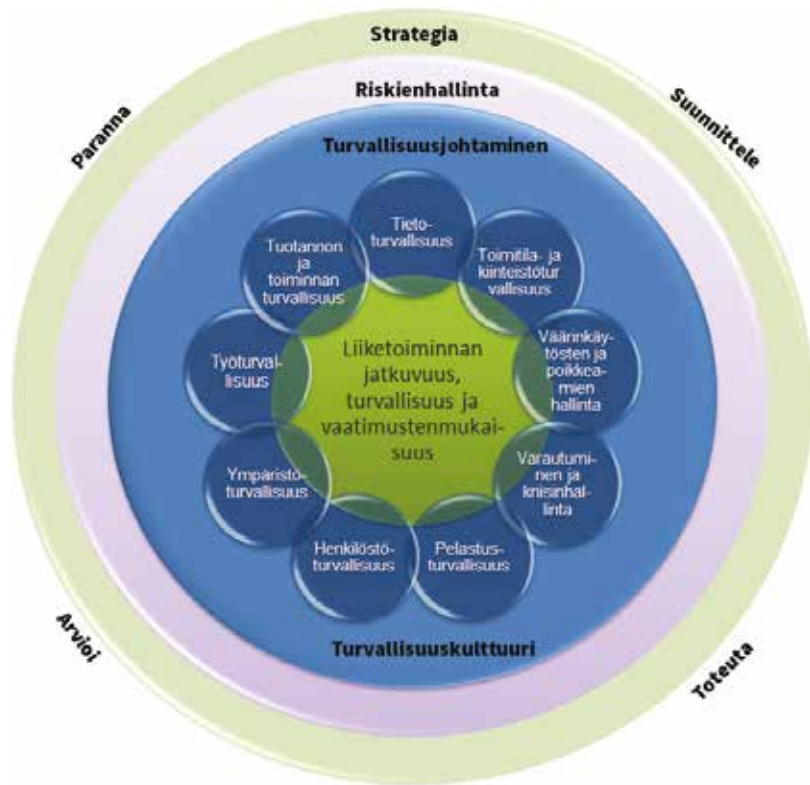 Strategia
Riskienhallinta
Paranna
Suunnittele
Turvallisuusjohtaminen
Tieto-
turvallisuus
Toimitila- ja
kiinteistötur
vallisuus
Väärinkäy-
tösten ja
poikkea-
mien
hallinta
Varautumi-
nen ja
kriisinhal-
linta
Pelastus-
turvallisuus
Henkilöstö-
turvallisuus
Ympäristö-
turvallisuus
Työturval-
lisuus
Tuotannon
ja
toiminnan
turvallisuus
Liiketoiminnan
jatkuvuus,
turvallisuus ja
vaatimustenmukai-
suus
Turvallisuuskulttuuri
Arvioi
Toteuta